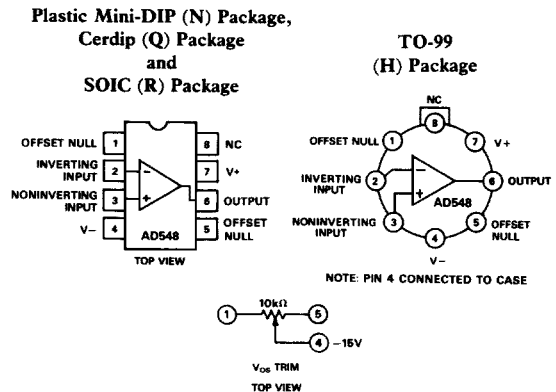 Plastic Mini-DIP (N) Package,
Cerdip (Q) Package
and
SOIC (R) Package
OFFSET NULL 1
INVERTING
INPUT 2
NONINVERTING
INPUT 3
V− 4
8 NC
7 V+
6 OUTPUT
5 OFFSET
NULL
− 
+
AD548
TOP VIEW
TO-99
(H) Package
NC
8
OFFSET NULL 1
7 V+
INVERTING
INPUT 2
6 OUTPUT
NONINVERTING
INPUT 3
5 OFFSET
NULL
4
V−
−
+
AD548
NOTE: PIN 4 CONNECTED TO CASE
10kΩ
1
5
4 −15V
VOS TRIM
TOP VIEW